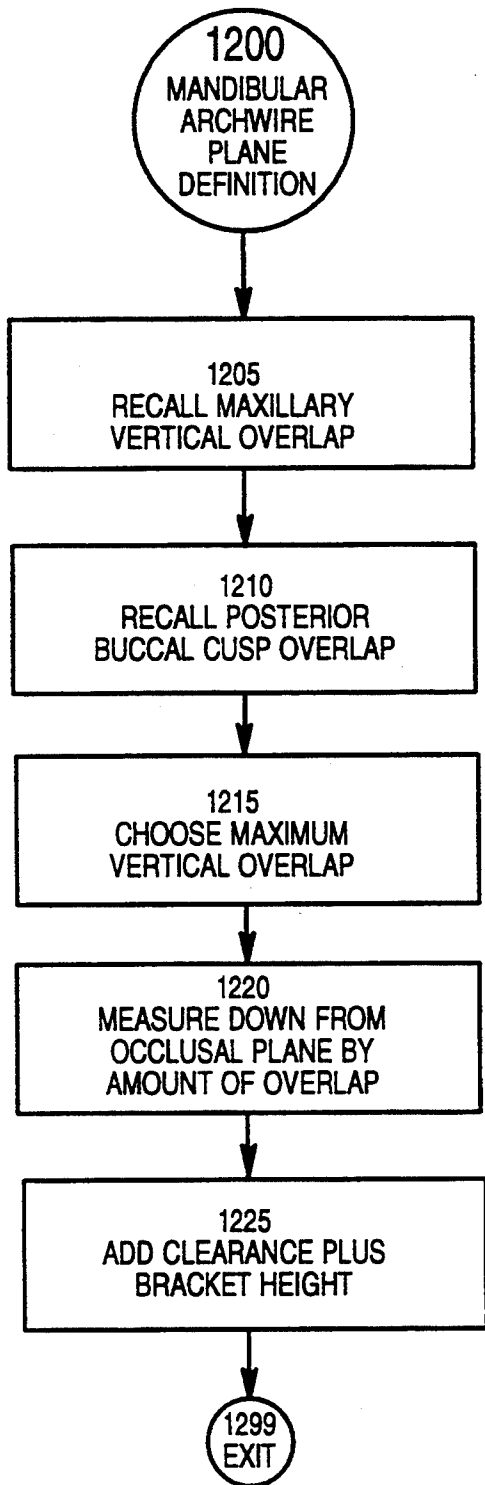 1200
MANDIBULAR
ARCHWIRE
PLANE
DEFINITION
1205
RECALL MAXILLARY
VERTICAL OVERLAP
1210
RECALL POSTERIOR
BUCCAL CUSP OVERLAP
1215
CHOOSE MAXIMUM
VERTICAL OVERLAP
1220
MEASURE DOWN FROM
OCCLUSAL PLANE BY
AMOUNT OF OVERLAP
1225
ADD CLEARANCE PLUS
BRACKET HEIGHT
1299
EXIT